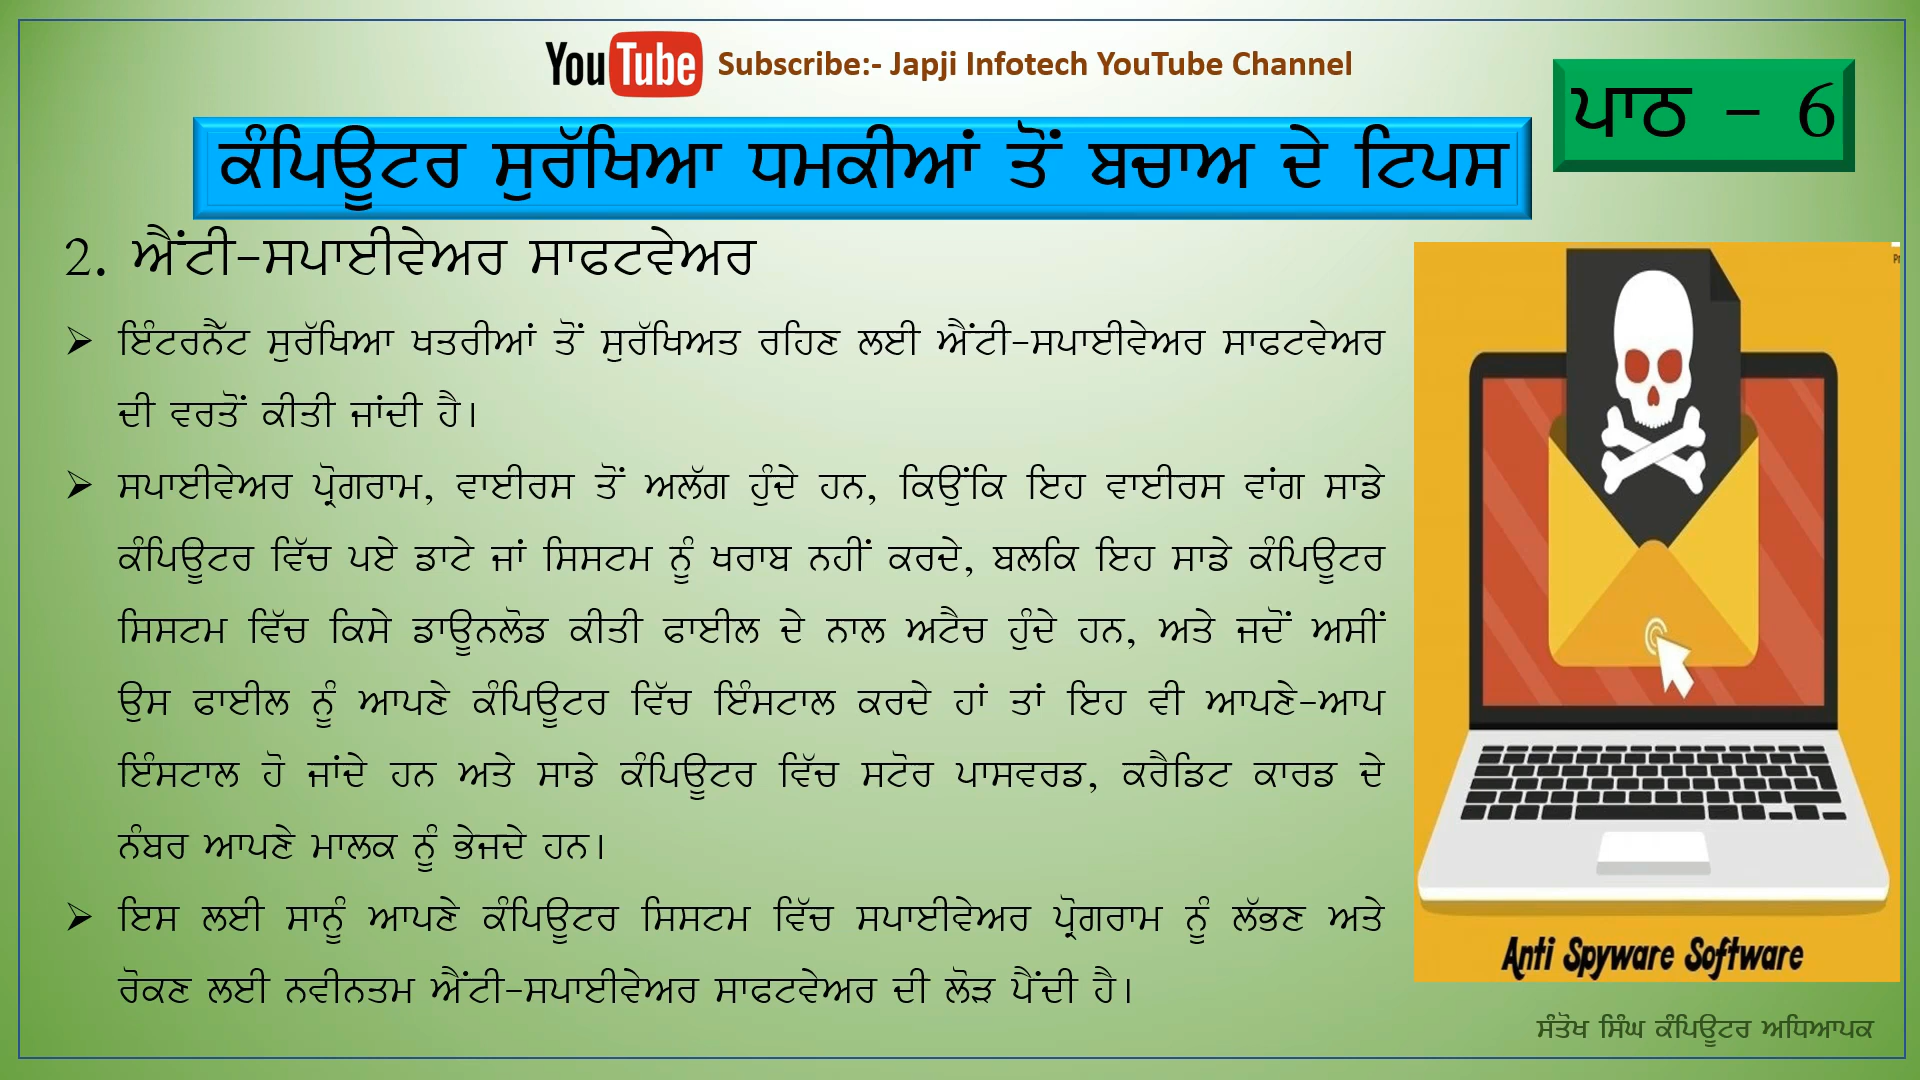 YouTube Subscribe:- Japji Infotech YouTube Channel
ਪਾਠ - 6
ਕੰਪਿਊਟਰ ਸੁਰੱਖਿਆ ਧਮਕੀਆਂ ਤੋਂ ਬਚਾਅ ਦੇ ਟਿਪਸ
2. ਐਂਟੀ-ਸਪਾਈਵੇਅਰ ਸਾਫਟਵੇਅਰ
➢ ਇੰਟਰਨੈੱਟ ਸੁਰੱਖਿਆ ਖਤਰੀਆਂ ਤੋਂ ਸੁਰੱਖਿਅਤ ਰਹਿਣ ਲਈ ਐਂਟੀ-ਸਪਾਈਵੇਅਰ ਸਾਫਟਵੇਅਰ
ਦੀ ਵਰਤੋਂ ਕੀਤੀ ਜਾਂਦੀ ਹੈ।
➢ ਸਪਾਈਵੇਅਰ ਪ੍ਰੋਗਰਾਮ, ਵਾਈਰਸ ਤੋਂ ਅਲੱਗ ਹੁੰਦੇ ਹਨ, ਕਿਉਂਕਿ ਇਹ ਵਾਈਰਸ ਵਾਂਗ ਸਾਡੇ
ਕੰਪਿਊਟਰ ਵਿੱਚ ਪਏ ਡਾਟੇ ਜਾਂ ਸਿਸਟਮ ਨੂੰ ਖਰਾਬ ਨਹੀਂ ਕਰਦੇ, ਬਲਕਿ ਇਹ ਸਾਡੇ ਕੰਪਿਊਟਰ
ਸਿਸਟਮ ਵਿੱਚ ਕਿਸੇ ਡਾਊਨਲੋਡ ਕੀਤੀ ਫਾਈਲ ਦੇ ਨਾਲ ਅਟੈਚ ਹੁੰਦੇ ਹਨ, ਅਤੇ ਜਦੋਂ ਅਸੀਂ
ਉਸ ਫਾਈਲ ਨੂੰ ਆਪਣੇ ਕੰਪਿਊਟਰ ਵਿੱਚ ਇੰਸਟਾਲ ਕਰਦੇ ਹਾਂ ਤਾਂ ਇਹ ਵੀ ਆਪਣੇ-ਆਪ
ਇੰਸਟਾਲ ਹੋ ਜਾਂਦੇ ਹਨ ਅਤੇ ਸਾਡੇ ਕੰਪਿਊਟਰ ਵਿੱਚ ਸਟੋਰ ਪਾਸਵਰਡ, ਕਰੈਡਿਟ ਕਾਰਡ ਦੇ
ਨੰਬਰ ਆਪਣੇ ਮਾਲਕ ਨੂੰ ਭੇਜਦੇ ਹਨ।
➢ ਇਸ ਲਈ ਸਾਨੂੰ ਆਪਣੇ ਕੰਪਿਊਟਰ ਸਿਸਟਮ ਵਿੱਚ ਸਪਾਈਵੇਅਰ ਪ੍ਰੋਗਰਾਮ ਨੂੰ ਲੱਭਣ ਅਤੇ
ਰੋਕਣ ਲਈ ਨਵੀਨਤਮ ਐਂਟੀ-ਸਪਾਈਵੇਅਰ ਸਾਫਟਵੇਅਰ ਦੀ ਲੋੜ ਪੈਂਦੀ ਹੈ।
Anti Spyware Software
ਸੰਤੋਖ ਸਿੰਘ ਕੰਪਿਊਟਰ ਅਧਿਆਪਕ